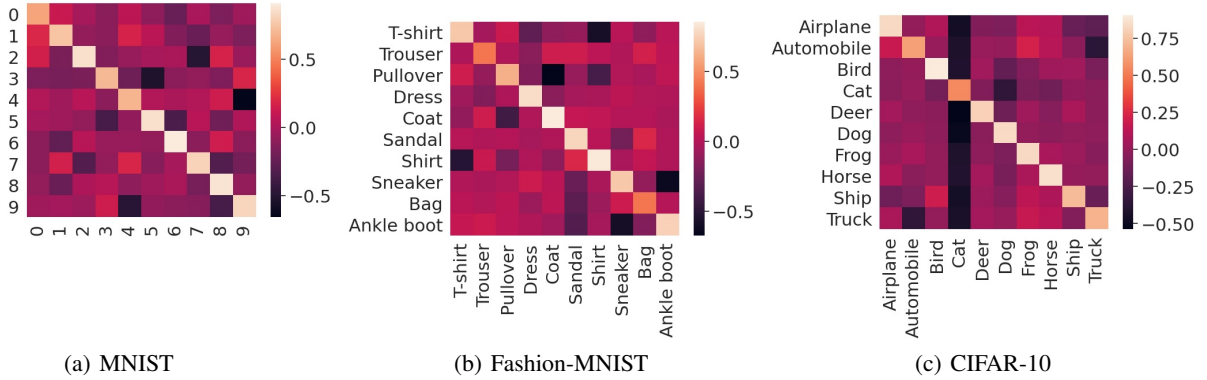 0
1
2
3
4
5
6
7
8
9
0 1 2 3 4 5 6 7 8 9
0.5
0.0
−0.5
(a) MNIST
T-shirt
Trouser
Pullover
Dress
Coat
Sandal
Shirt
Sneaker
Bag
Ankle boot
T-shirt Trouser Pullover Dress Coat Sandal Shirt Sneaker Bag Ankle boot
0.5
0.0
−0.5
(b) Fashion-MNIST
Airplane
Automobile
Bird
Cat
Deer
Dog
Frog
Horse
Ship
Truck
Airplane Automobile Bird Cat Deer Dog Frog Horse Ship Truck
0.75
0.50
0.25
0.00
−0.25
−0.50
(c) CIFAR-10